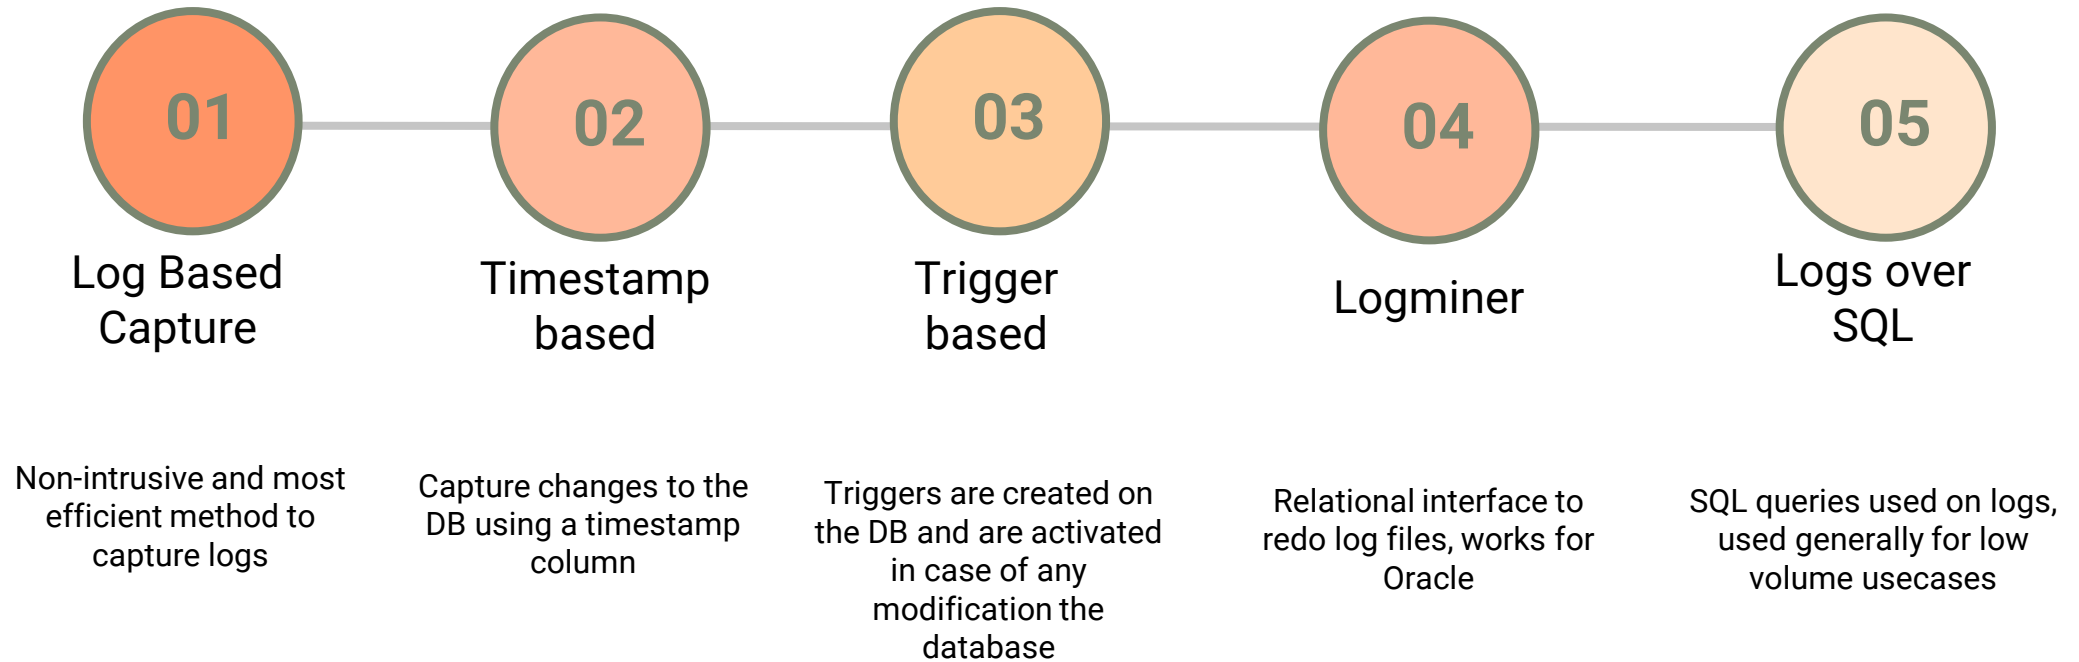 01
02
03
04
05
Log Based
Capture
Timestamp
based
Trigger
based
Logminer
Logs over
SQL
Non-intrusive and most
efficient method to
capture logs
Capture changes to the
DB using a timestamp
column
Triggers are created on
the DB and are activated
in case of any
modification the
database
Relational interface to
redo log files, works for
Oracle
SQL queries used on logs,
used generally for low
volume usecases